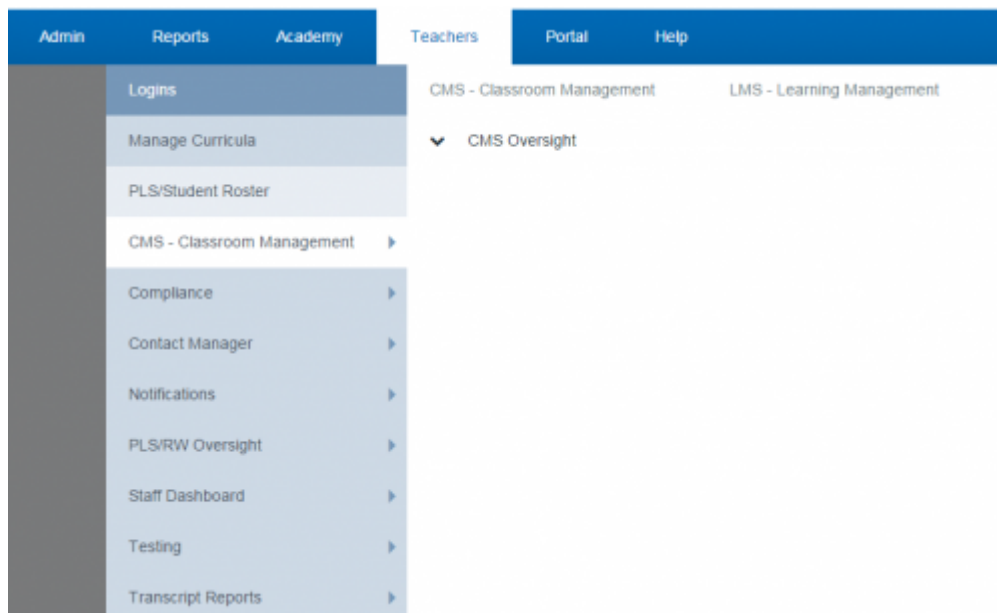 Admin Reports Academy Teachers Portal Help
Logins
Manage Curricula
PLS/Student Roster
CMS - Classroom Management
Compliance
Contact Manager
Notifications
PLS/RW Oversight
Staff Dashboard
Testing
Transcript Reports
CMS - Classroom Management LMS - Learning Management
CMS Oversight